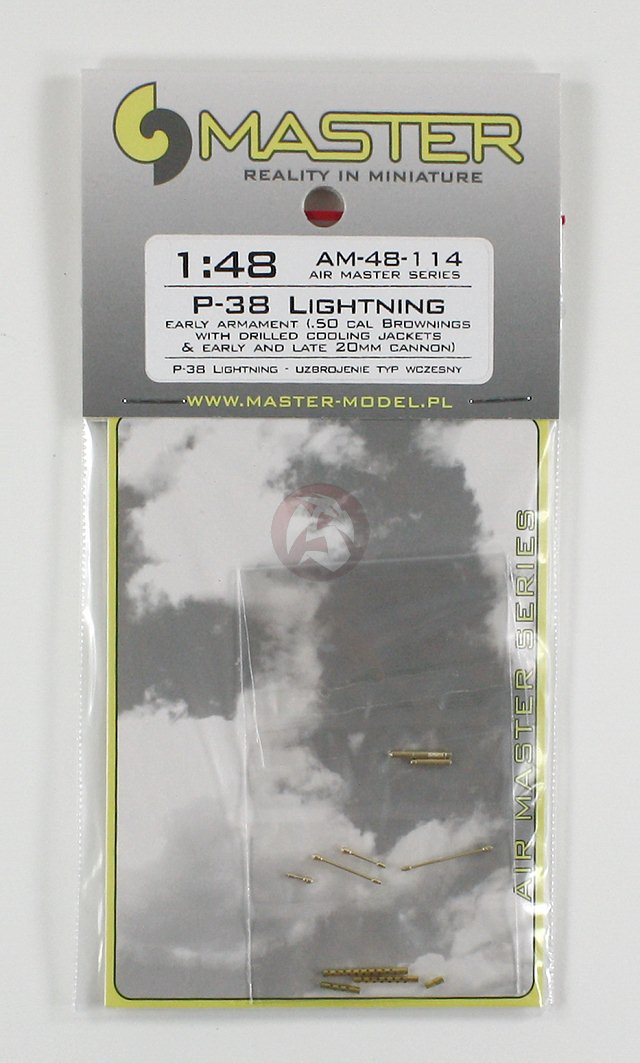 MASTER
REALITY IN MINIATURE
1:48
AM-48-114
AIR MASTER SERIES
P-38 LIGHTNING
EARLY ARMAMENT (.50 CAL BROWNINGS
WITH DRILLED COOLING JACKETS
& EARLY AND LATE 20MM CANNON)
P-38 LIGHTNING - UZBROJENIE TYP WCZESNY
WWW.MASTER-MODEL.PL
AIR MASTER SERIES